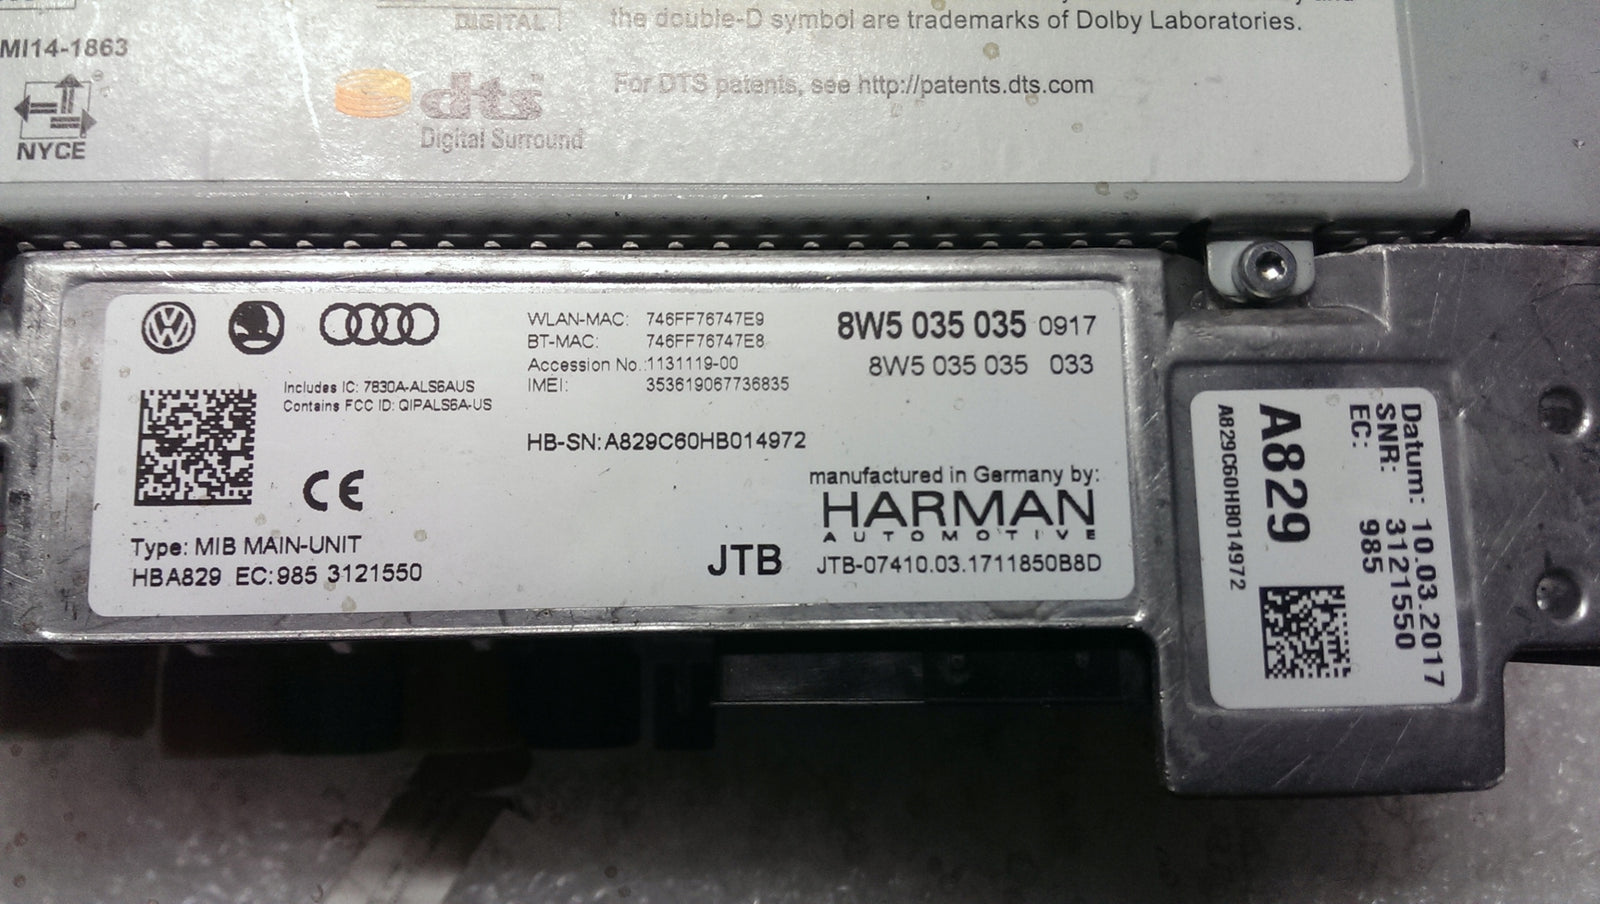 DIGITAL
the double-D symbol are trademarks of Dolby Laboratories.
MI14-1863
NYCE
dts
Digital Surround
For DTS patents, see http://patents.dts.com
WLAN-MAC: 746FF76747E9
BT-MAC: 746FF76747E8
Accession No.:1131119-00
IMEI: 353619067736835
8W5 035 035 0917
8W5 035 035 033
Includes IC: 7830A-ALS6AUS
Contains FCC ID: QIPALS6A-US
HB-SN:A829C60HB014972
CE
manufactured in Germany by:
HARMAN
AUTOMOTIVE
Type: MIB MAIN-UNIT
HBA829 EC:985 3121550
JTB JTB-07410.03.1711850B8D
Datum: 10.03.2017
SNR: 3121550
EC: 985
A829
A829C60HB014972